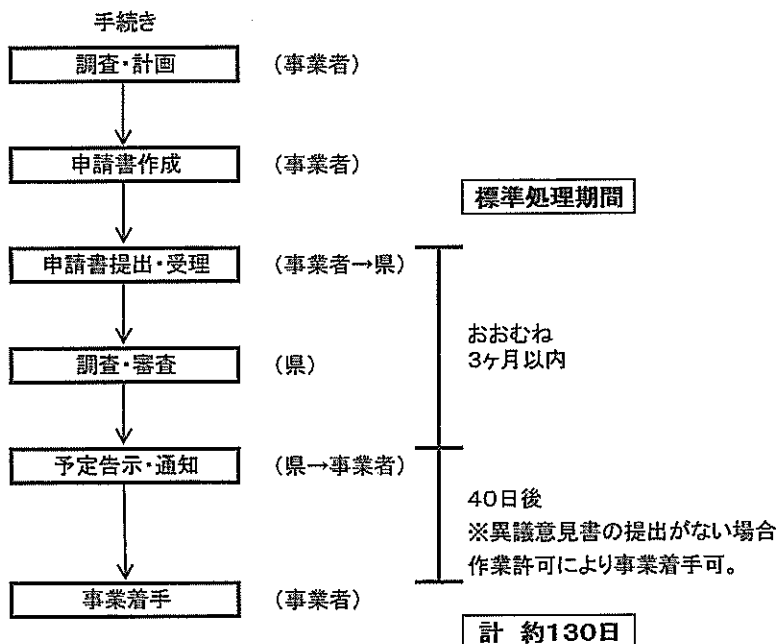 手続き
調査・計画 (事業者)
申請書作成 (事業者)
標準処理期間
申請書提出・受理 (事業者→県)
おおむね
3ヶ月以内
調査・審査 (県)
予定告示・通知 (県→事業者)
40日後
※異議意見書の提出がない場合
作業許可により事業着手可。
事業着手 (事業者)
計 約130日